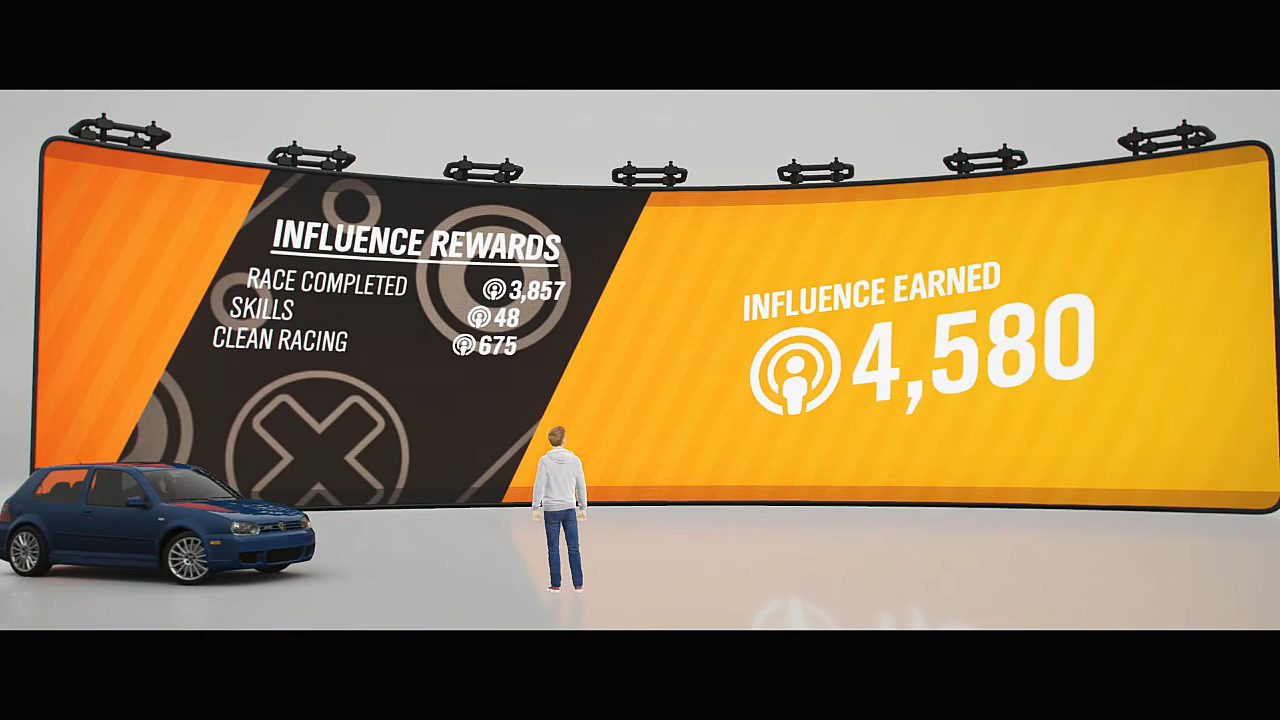 INFLUENCE REWARDS
RACE COMPLETED 3,857
SKILLS 48
CLEAN RACING 675
INFLUENCE EARNED
4,580